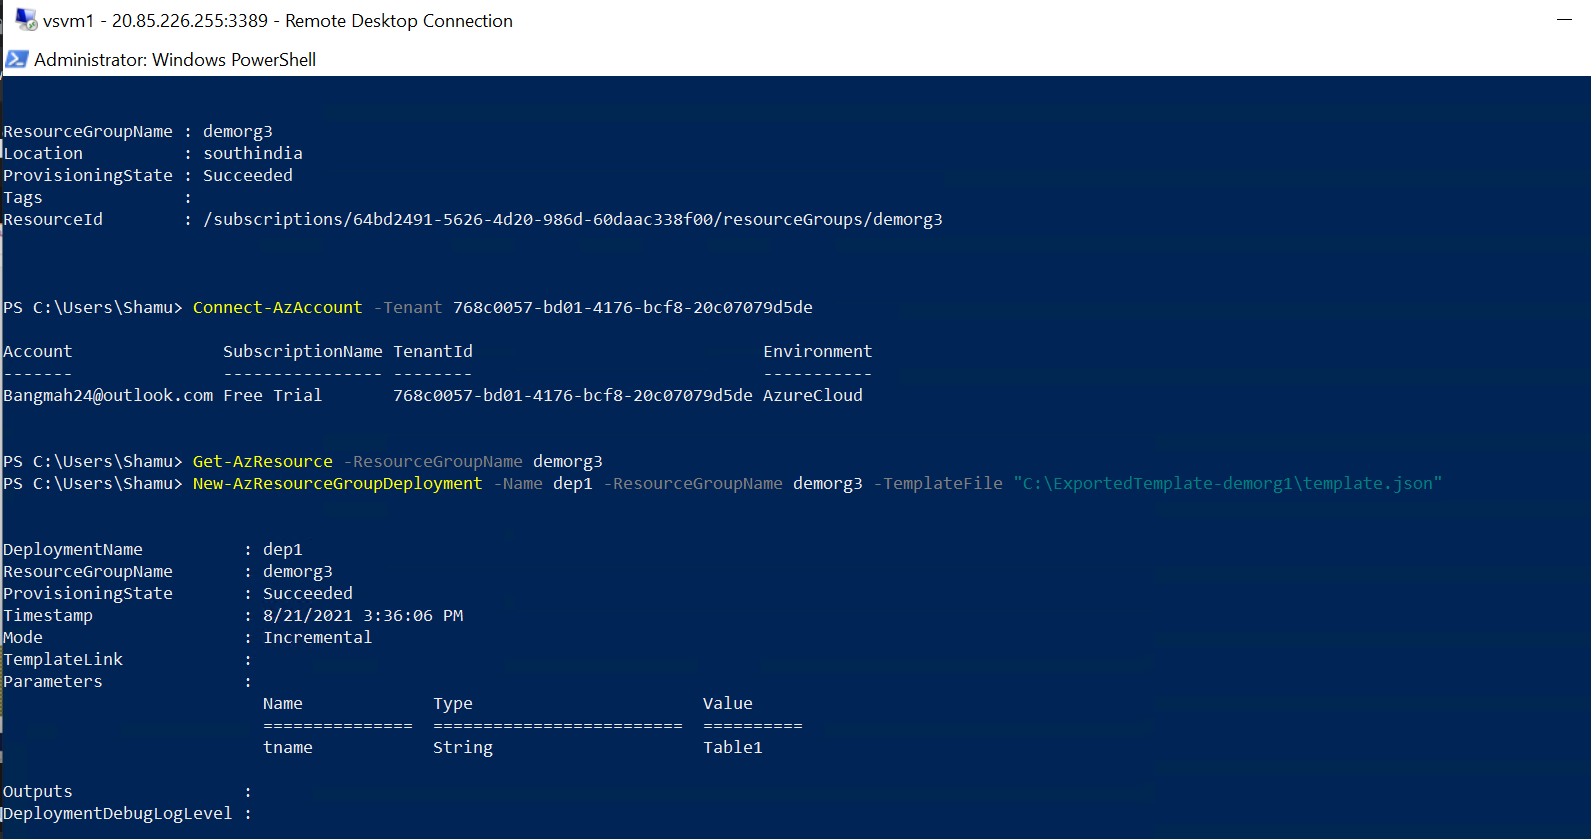 vsvm1 - 20.85.226.255:3389 - Remote Desktop Connection
Administrator: Windows PowerShell
ResourceGroupName : demorg3
Location          : southindia
ProvisioningState : Succeeded
Tags              :
ResourceId        : /subscriptions/64bd2491-5626-4d20-986d-60daac338f00/resourceGroups/demorg3
PS C:\Users\Shamu> Connect-AzAccount -Tenant 768c0057-bd01-4176-bcf8-20c07079d5de
Account               SubscriptionName TenantId                             Environment
-------               ---------------- --------                             -----------
Bangmah24@outlook.com Free Trial       768c0057-bd01-4176-bcf8-20c07079d5de AzureCloud
PS C:\Users\Shamu> Get-AzResource -ResourceGroupName demorg3
PS C:\Users\Shamu> New-AzResourceGroupDeployment -Name dep1 -ResourceGroupName demorg3 -TemplateFile "C:\ExportedTemplate-demorg1\template.json"
DeploymentName          : dep1
ResourceGroupName       : demorg3
ProvisioningState       : Succeeded
Timestamp               : 8/21/2021 3:36:06 PM
Mode                    : Incremental
TemplateLink            :
Parameters              :
                          Name             Type                       Value
                          ===============  =========================  ==========
                          tname            String                     Table1
Outputs                 :
DeploymentDebugLogLevel :